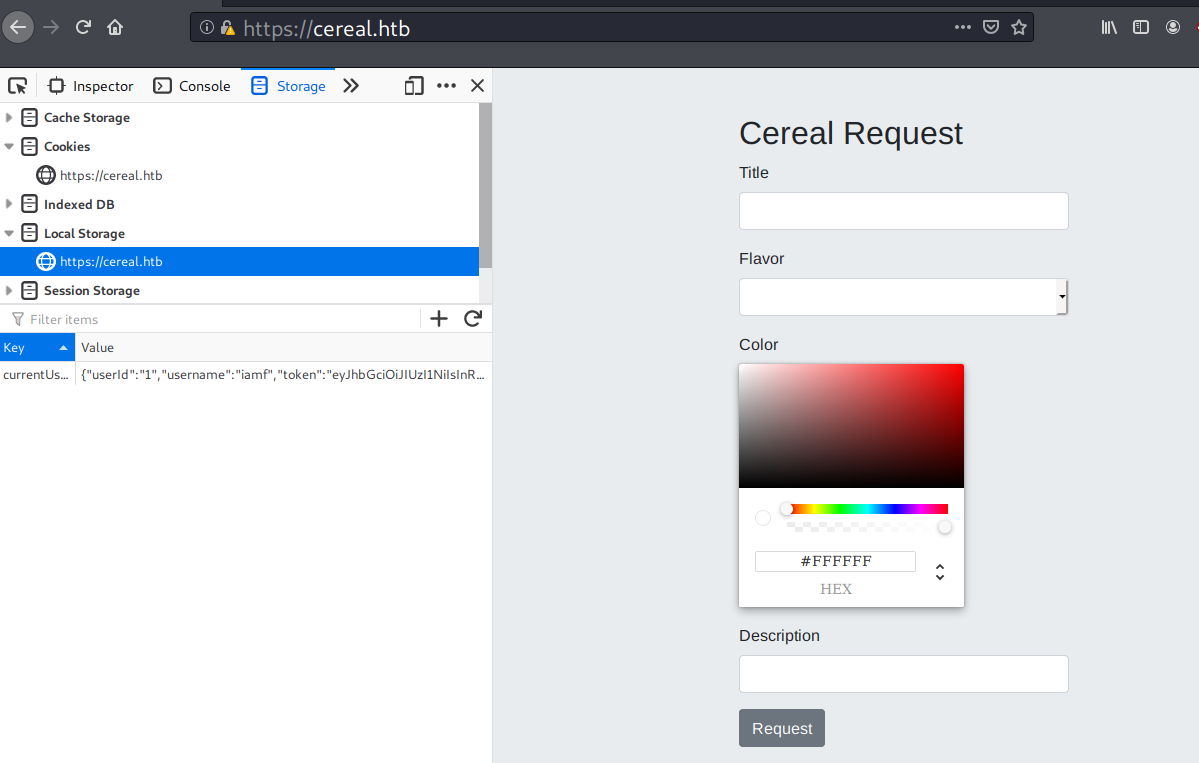 https://cereal.htb
Inspector Console Storage
Cache Storage
Cookies
https://cereal.htb
Indexed DB
Local Storage
https://cereal.htb
Session Storage
Filter items
Key Value
currentUs... {"userId":"1","username":"iamf","token":"eyJhbGciOiJIUzI1NiIsInR...
Cereal Request
Title
Flavor
Color
#FFFFFF
HEX
Description
Request